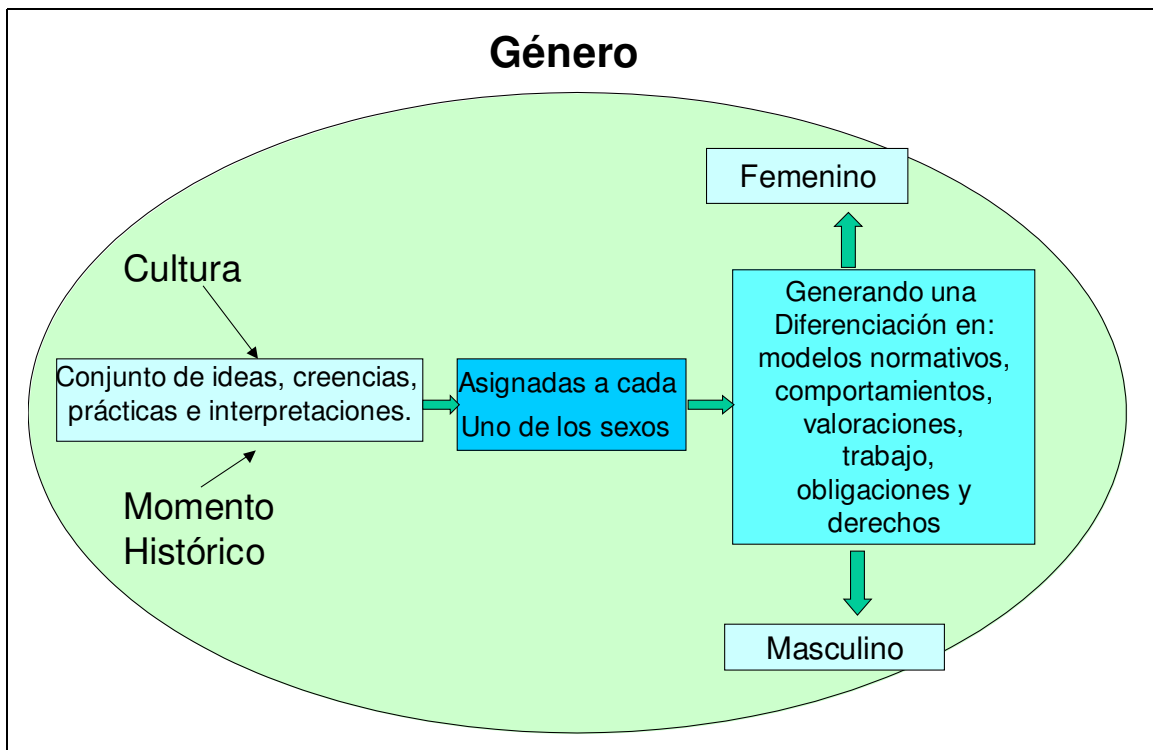 Género
Cultura
Conjunto de ideas, creencias,
prácticas e interpretaciones.
Momento
Histórico
Asignadas a cada
Uno de los sexos
Femenino
Generando una
Diferenciación en:
modelos normativos,
comportamientos,
valoraciones,
trabajo,
obligaciones y
derechos
Masculino